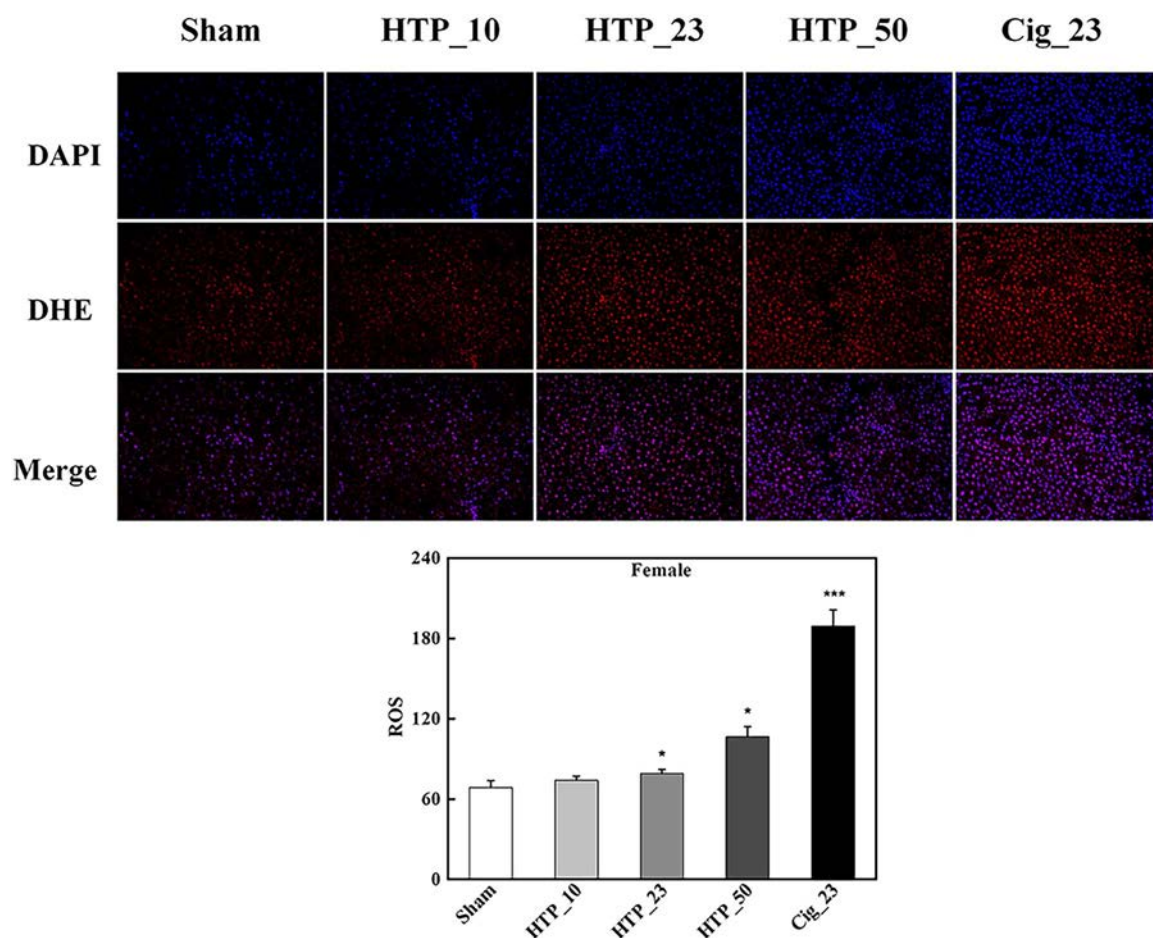 Sham HTP_10 HTP_23 HTP_50 Cig_23
DAPI
DHE
Merge
240
Female
***
180
ROS
120
*
*
60
0
Sham HTP_10 HTP_23 HTP_50 Cig_23